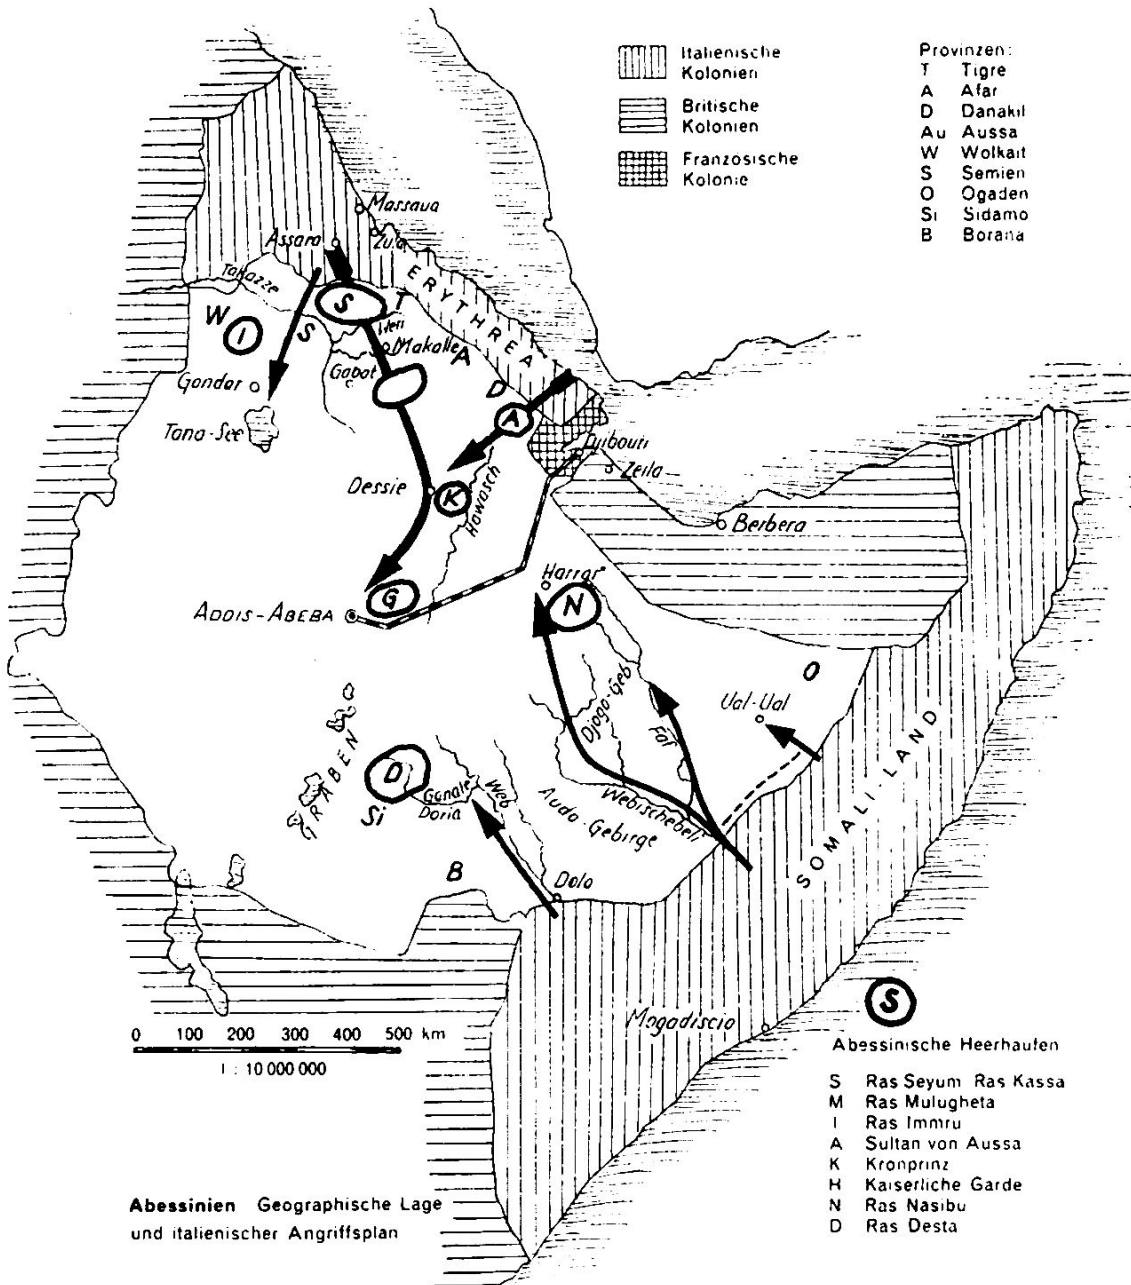 Italienische
Kolonien
Britische
Kolonien
Französische
Kolonie
Provinzen:
T Tigre
A Afar
D Danakil
Au Aussa
W Wolkait
S Semien
O Ogaden
Si Sidamo
B Borana
Massaua
Assara
Zula
Takazze
ERYTHREA
W
I
S
S
T
Makalle
A
Gabat
D
Gondar
A
Tana-See
Djibouti
Zeila
Dessie
K
Hawasch
Berbera
Harrar
G
N
ADDIS-ABEBA
O
Ual-Ual
Djaga-Geb
Faf
GRABEN
D
Si
Ganale
Doria
Web
Webischebeli
Auda-Gebirge
SOMALI-LAND
B
Dolo
Mogadiscio
0 100 200 300 400 500 km
1 : 10 000 000
S
Abessinische Heerhaufen
S Ras Seyum Ras Kassa
M Ras Mulugheta
I Ras Immru
A Sultan von Aussa
K Kronprinz
H Kaiserliche Garde
N Ras Nasibu
D Ras Desta
Abessinien Geographische Lage
und italienischer Angriffsplan